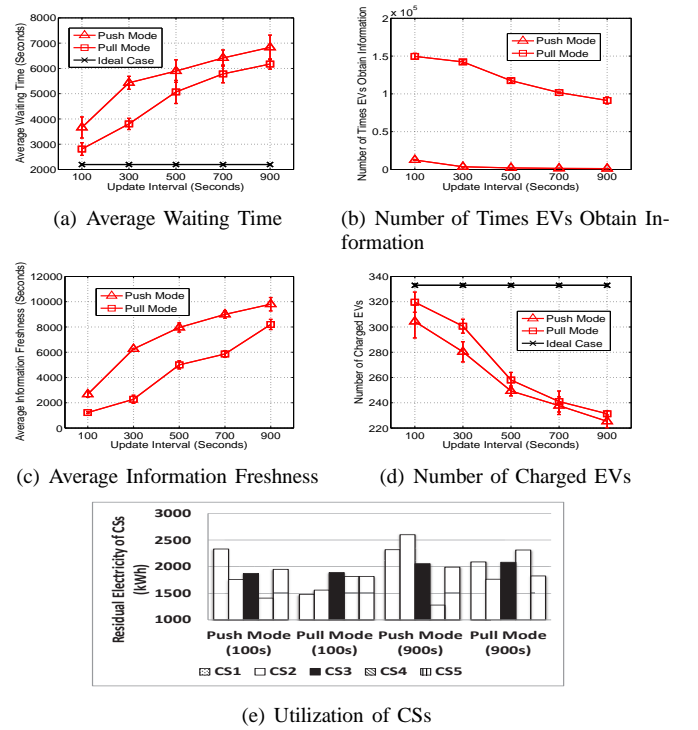 8000
7000
6000
5000
4000
3000
2000
Average Waiting Time (Seconds)
Push Mode
Pull Mode
Ideal Case
100 300 500 700 900
Update Interval (Seconds)
(a) Average Waiting Time
x 10^5
2
1.5
1
0.5
0
Number of Times EVs Obtain Information
Push Mode
Pull Mode
100 300 500 700 900
Update Interval (Seconds)
(b) Number of Times EVs Obtain In-
formation
12000
10000
8000
6000
4000
2000
0
Average Information Freshness (Seconds)
Push Mode
Pull Mode
100 300 500 700 900
Update Interval (Seconds)
(c) Average Information Freshness
340
320
300
280
260
240
220
Number of Charged EVs
Push Mode
Pull Mode
Ideal Case
100 300 500 700 900
Update Interval (Seconds)
(d) Number of Charged EVs
Residual Electricity of CSs
(kWh)
3000
2500
2000
1500
1000
Push Mode Pull Mode Push Mode Pull Mode
(100s) (100s) (900s) (900s)
CS1 CS2 CS3 CS4 CS5
(e) Utilization of CSs